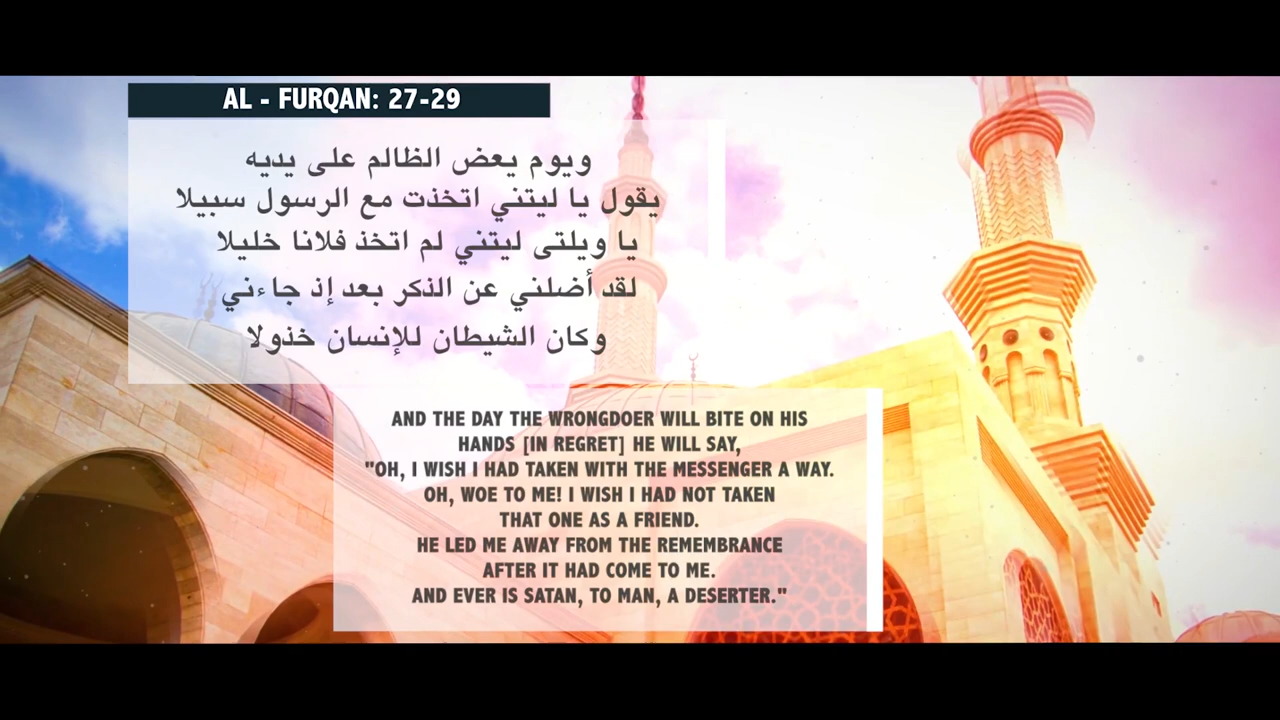 AL - FURQAN: 27-29
ويوم يعض الظالم على يديه
يقول يا ليتني اتخذت مع الرسول سبيلا
يا ويلتى ليتني لم اتخذ فلانا خليلا
لقد أضلني عن الذكر بعد إذ جاءني
وكان الشيطان للإنسان خذولا
AND THE DAY THE WRONGDOER WILL BITE ON HIS
HANDS [IN REGRET] HE WILL SAY,
"OH, I WISH I HAD TAKEN WITH THE MESSENGER A WAY.
OH, WOE TO ME! I WISH I HAD NOT TAKEN
THAT ONE AS A FRIEND.
HE LED ME AWAY FROM THE REMEMBRANCE
AFTER IT HAD COME TO ME.
AND EVER IS SATAN, TO MAN, A DESERTER."